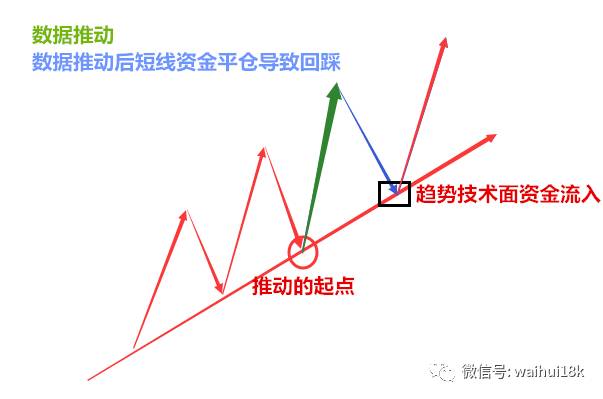 数据推动
数据推动后短线资金平仓导致回踩
趋势技术面资金流入
推动的起点
微信号: waihui18k